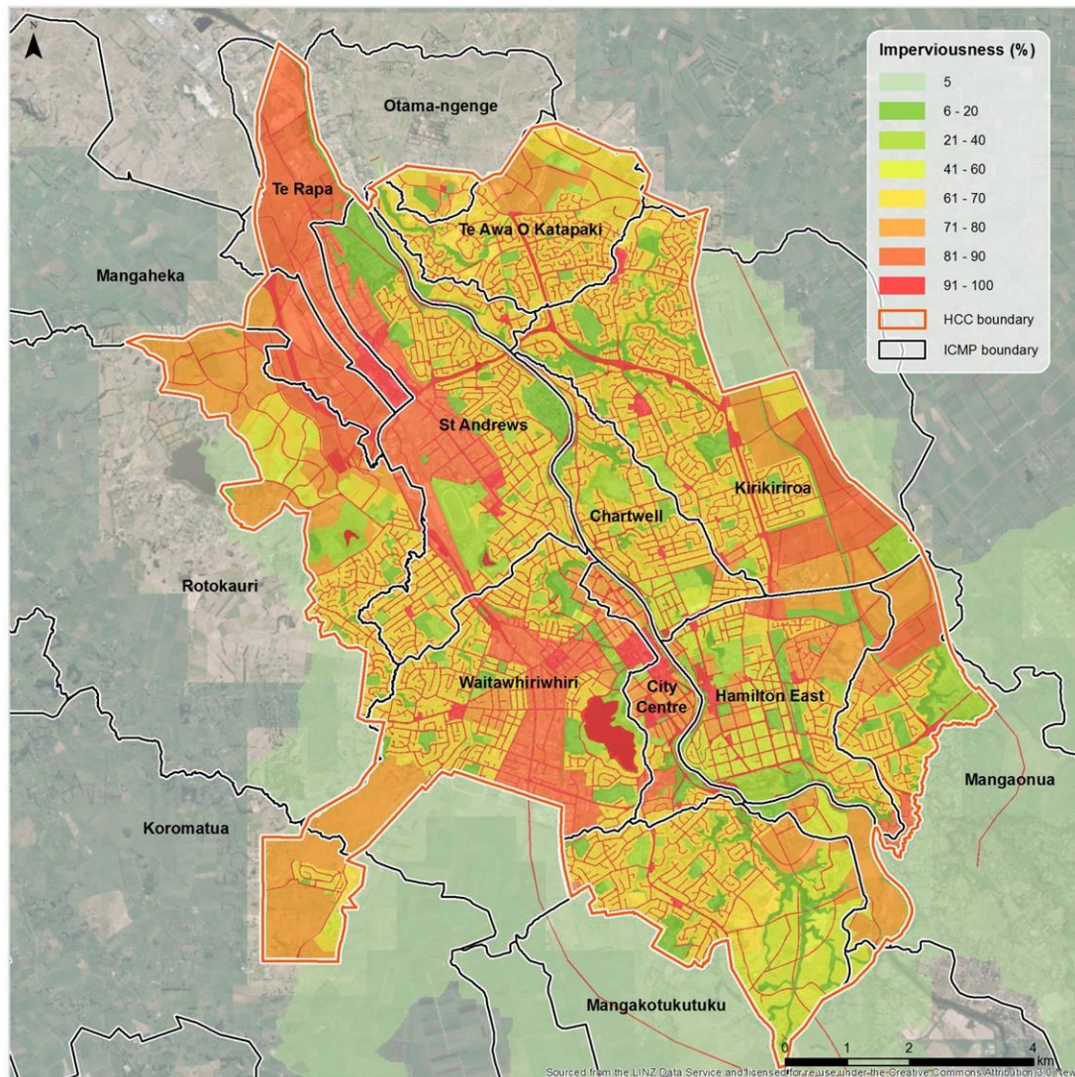 N
Imperviousness (%)
5
6 - 20
21 - 40
41 - 60
61 - 70
71 - 80
81 - 90
91 - 100
HCC boundary
ICMP boundary
Otama-ngenge
Te Rapa
Te Awa O Katapaki
Mangaheka
St Andrews
Kirikiriroa
Chartwell
Rotokauri
Waitawhiriwhiri
City
Centre
Hamilton East
Mangaonua
Koromatua
Mangakotukutuku
0 1 2 4
km
Sourced from the LINZ Data Service and licensed for re-use under the Creative Commons Attribution 3.0 New